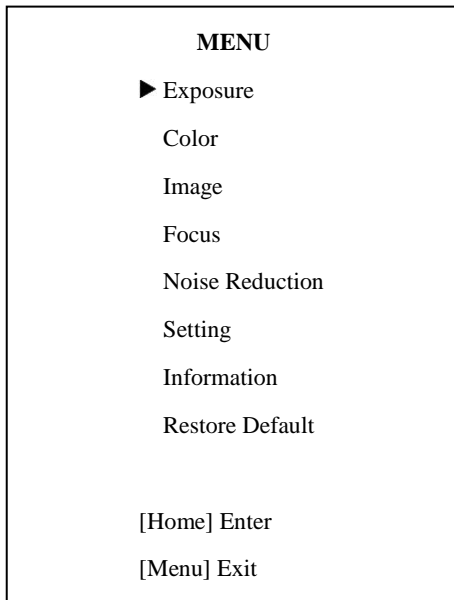 MENU
▶ Exposure
Color
Image
Focus
Noise Reduction
Setting
Information
Restore Default
[Home] Enter
[Menu] Exit